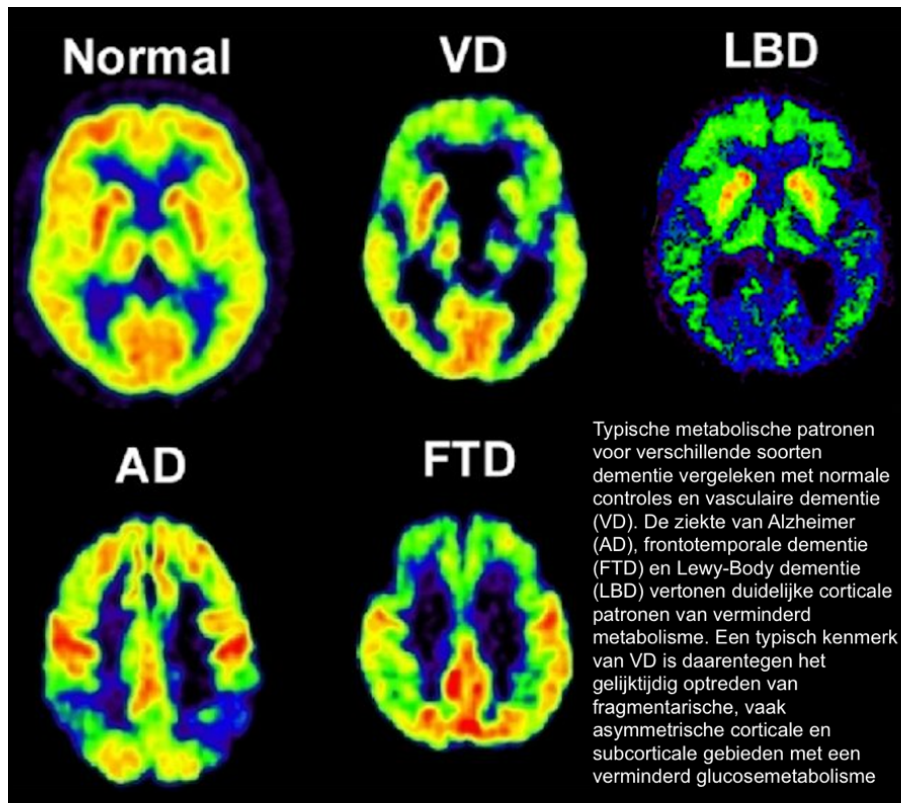 Normal
VD
LBD
AD
FTD
Typische metabolische patronen
voor verschillende soorten
dementie vergeleken met normale
controles en vasculaire dementie
(VD). De ziekte van Alzheimer
(AD), frontotemporale dementie
(FTD) en Lewy-Body dementie
(LBD) vertonen duidelijke corticale
patronen van verminderd
metabolisme. Een typisch kenmerk
van VD is daarentegen het
gelijktijdig optreden van
fragmentarische, vaak
asymmetrische corticale en
subcorticale gebieden met een
verminderd glucosemetabolisme